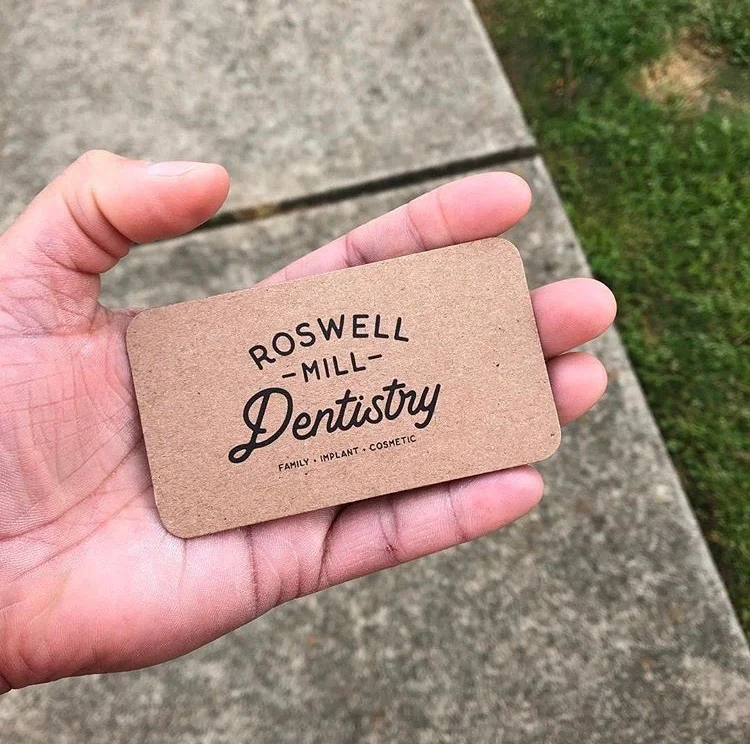 ROSWELL
-MILL-
Dentistry
FAMILY • IMPLANT • COSMETIC